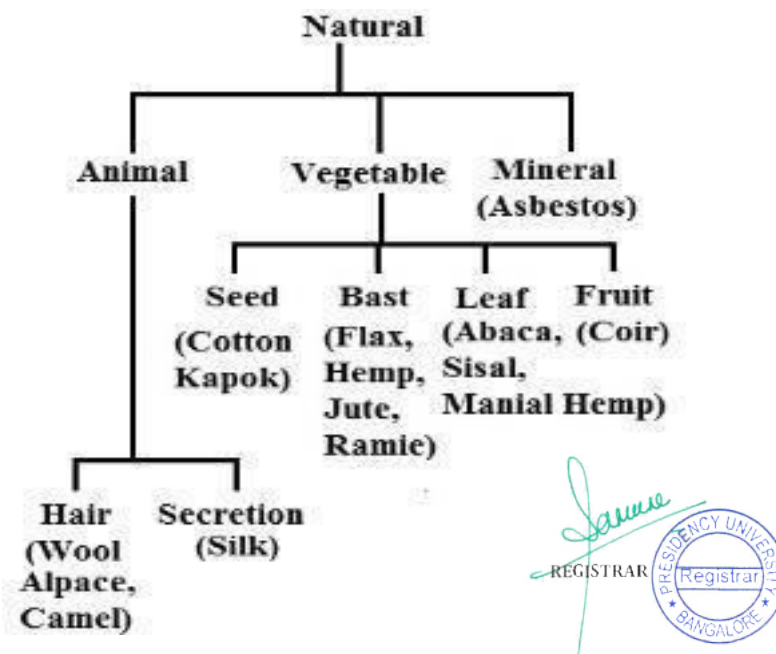 Natural
Animal Vegetable Mineral
(Asbestos)
Seed Bast Leaf Fruit
(Cotton (Flax, (Abaca, (Coir)
Kapok) Hemp, Sisal,
Jute, Manial Hemp)
Ramie)
Hair Secretion
(Wool (Silk)
Alpace,
Camel)
REGISTRAR
PRESIDENCY UNIVERSITY
Registrar
BANGALORE